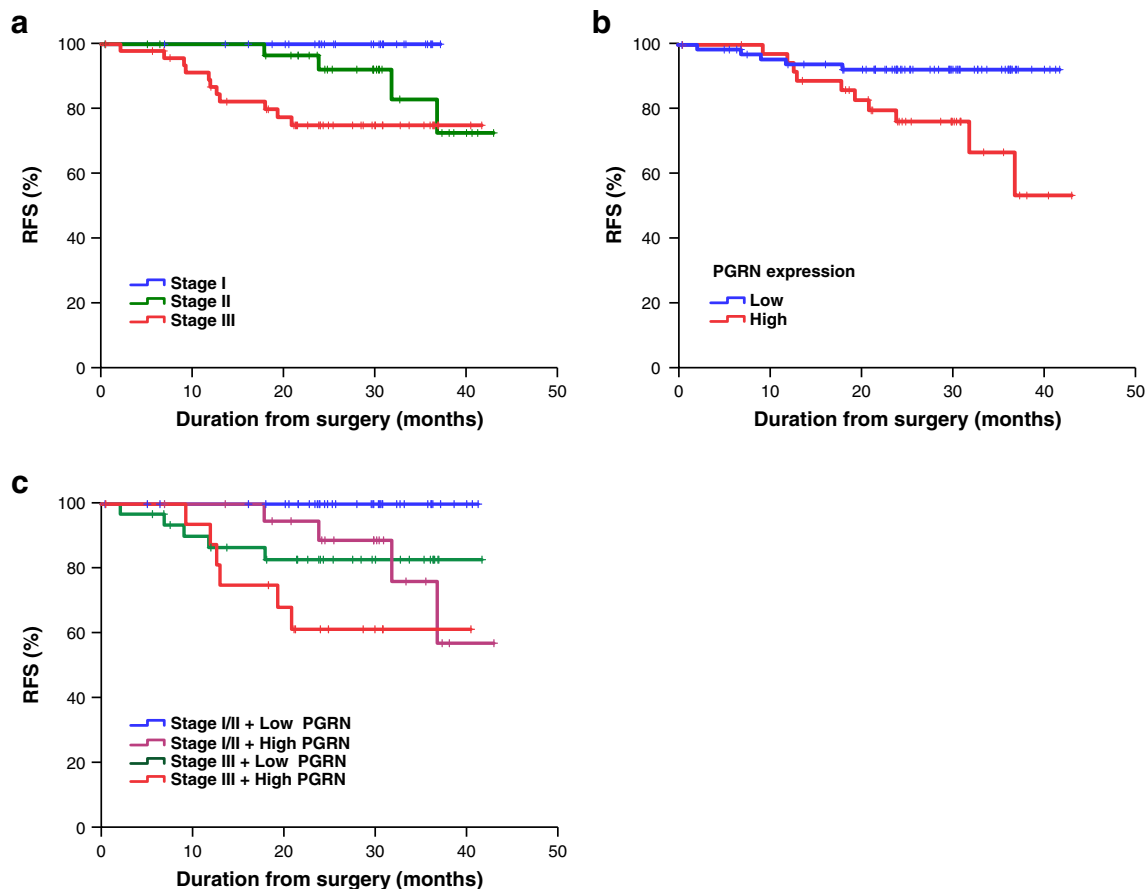 a
100
80
60
40
20
0
RFS (%)
Stage I
Stage II
Stage III
0 10 20 30 40 50
Duration from surgery (months)
b
100
80
60
40
20
0
RFS (%)
PGRN expression
Low
High
0 10 20 30 40 50
Duration from surgery (months)
c
100
80
60
40
20
0
RFS (%)
Stage I/II + Low PGRN
Stage I/II + High PGRN
Stage III + Low PGRN
Stage III + High PGRN
0 10 20 30 40 50
Duration from surgery (months)